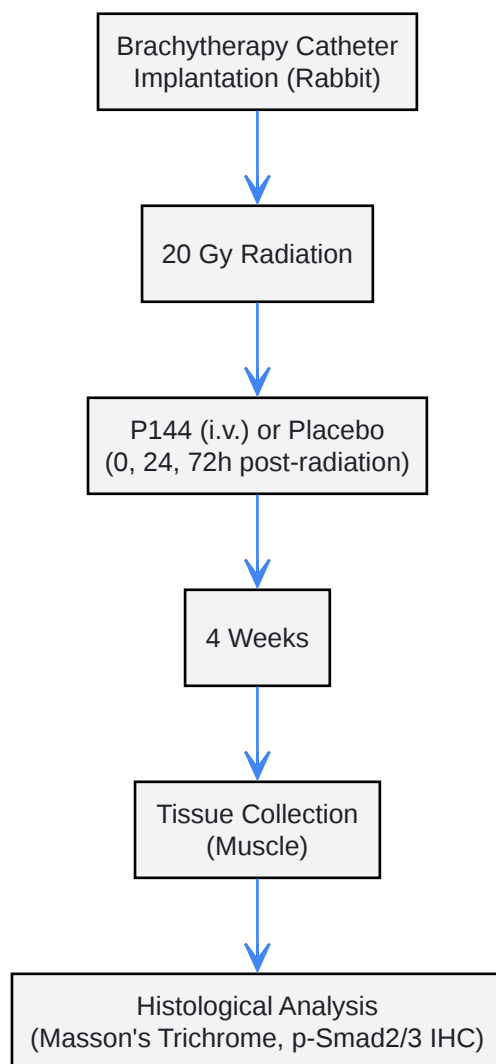 Brachytherapy Catheter
Implantation (Rabbit)
20 Gy Radiation
P144 (i.v.) or Placebo
(0, 24, 72h post-radiation)
4 Weeks
Tissue Collection
(Muscle)
Histological Analysis
(Masson's Trichrome, p-Smad2/3 IHC)